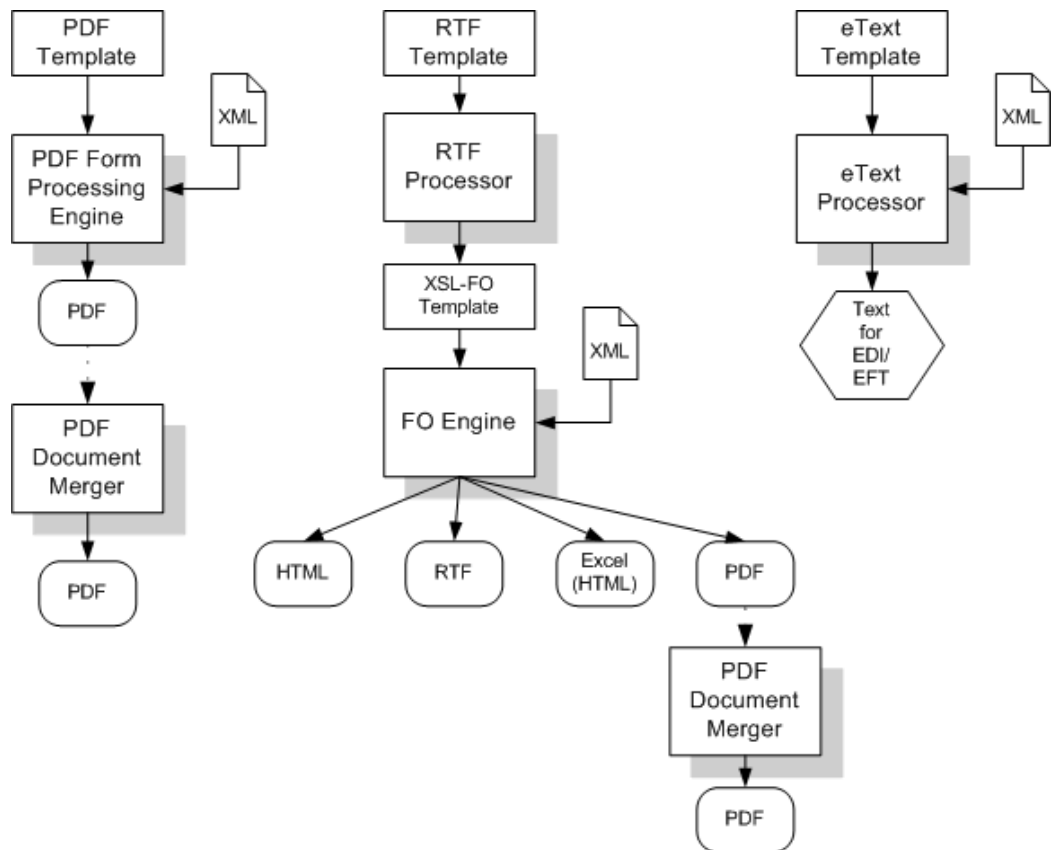 PDF
Template
XML
PDF Form
Processing
Engine
PDF
PDF
Document
Merger
PDF
RTF
Template
RTF
Processor
XSL-FO
Template
XML
FO Engine
HTML
RTF
Excel
(HTML)
PDF
PDF
Document
Merger
PDF
eText
Template
XML
eText
Processor
Text
for
EDI/
EFT